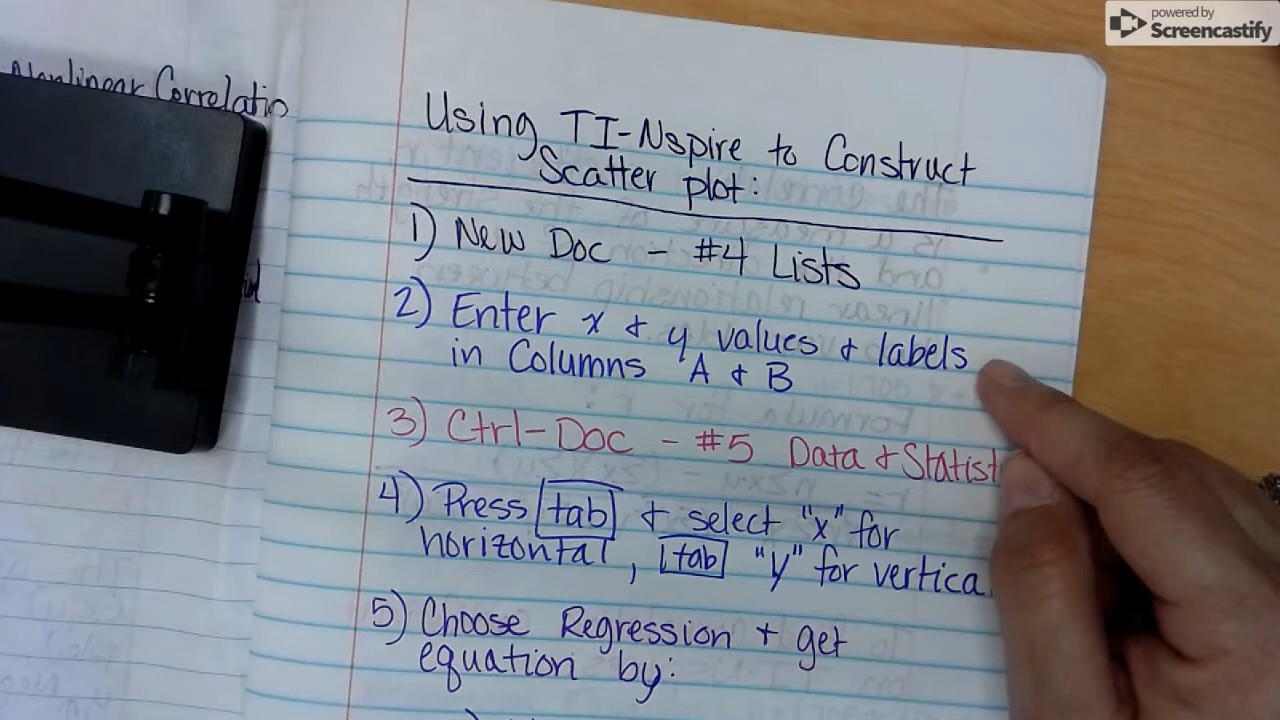 powered by
Screencastify
Nonlinear Correlatio
Using TI-Nspire to Construct
Scatter plot:
1) New Doc - #4 Lists
2) Enter x & y values & labels
in Columns A & B
3) Ctrl-Doc - #5 Data & Statist
4) Press tab & select "x" for
horizontal, tab "y" for vertica
5) Choose Regression + get
equation by: